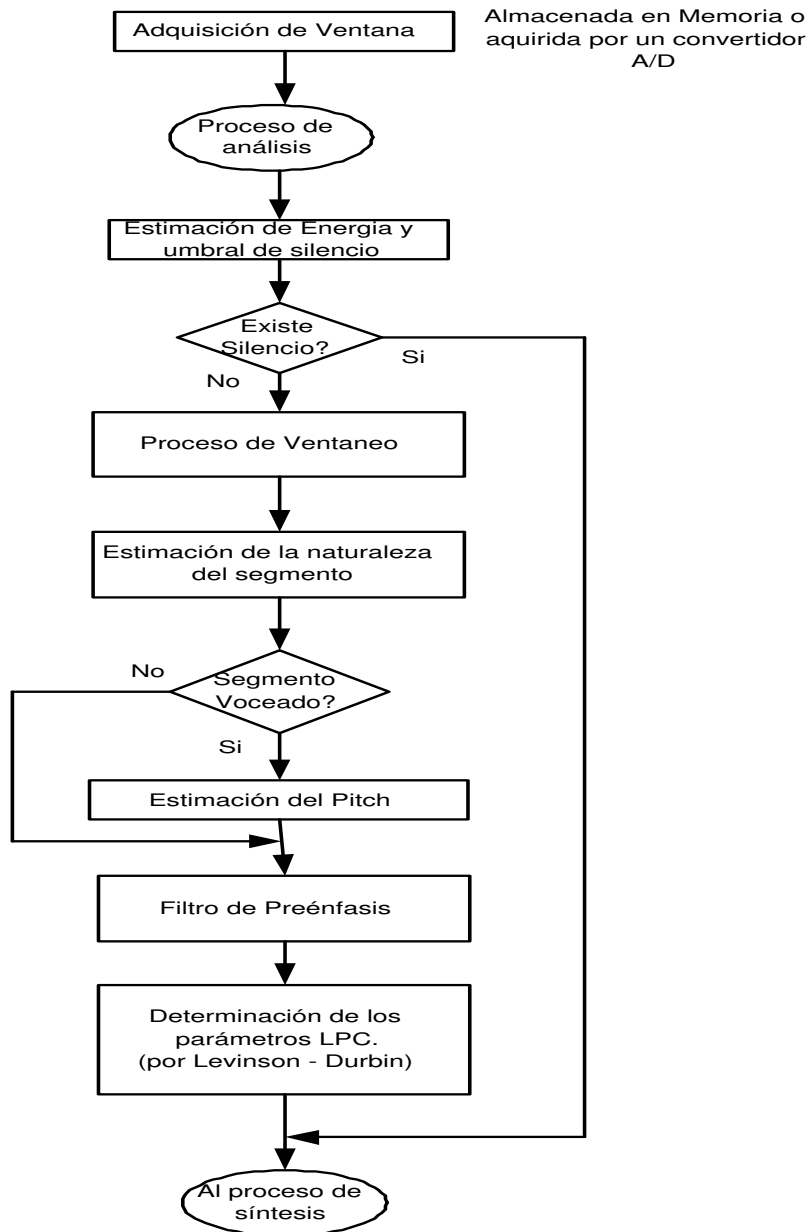 Adquisición de Ventana
Almacenada en Memoria o
aquirida por un convertidor
A/D
Proceso de
análisis
Estimación de Energia y
umbral de silencio
Existe
Silencio?
Si
No
Proceso de Ventaneo
Estimación de la naturaleza
del segmento
No
Segmento
Voceado?
Si
Estimación del Pitch
Filtro de Preénfasis
Determinación de los
parámetros LPC.
(por Levinson - Durbin)
Al proceso de
síntesis